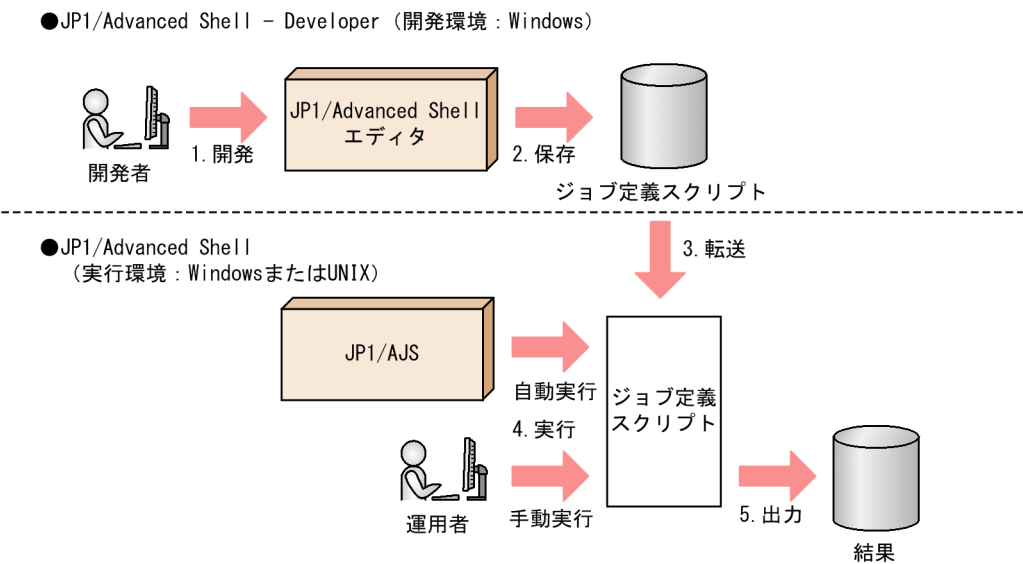 ●JP1/Advanced Shell - Developer（開発環境：Windows）
JP1/Advanced Shell
エディタ
1.開発
2.保存
開発者
ジョブ定義スクリプト
●JP1/Advanced Shell
（実行環境：WindowsまたはUNIX）
3.転送
JP1/AJS
自動実行
ジョブ定義
スクリプト
4.実行
運用者
手動実行
5.出力
結果